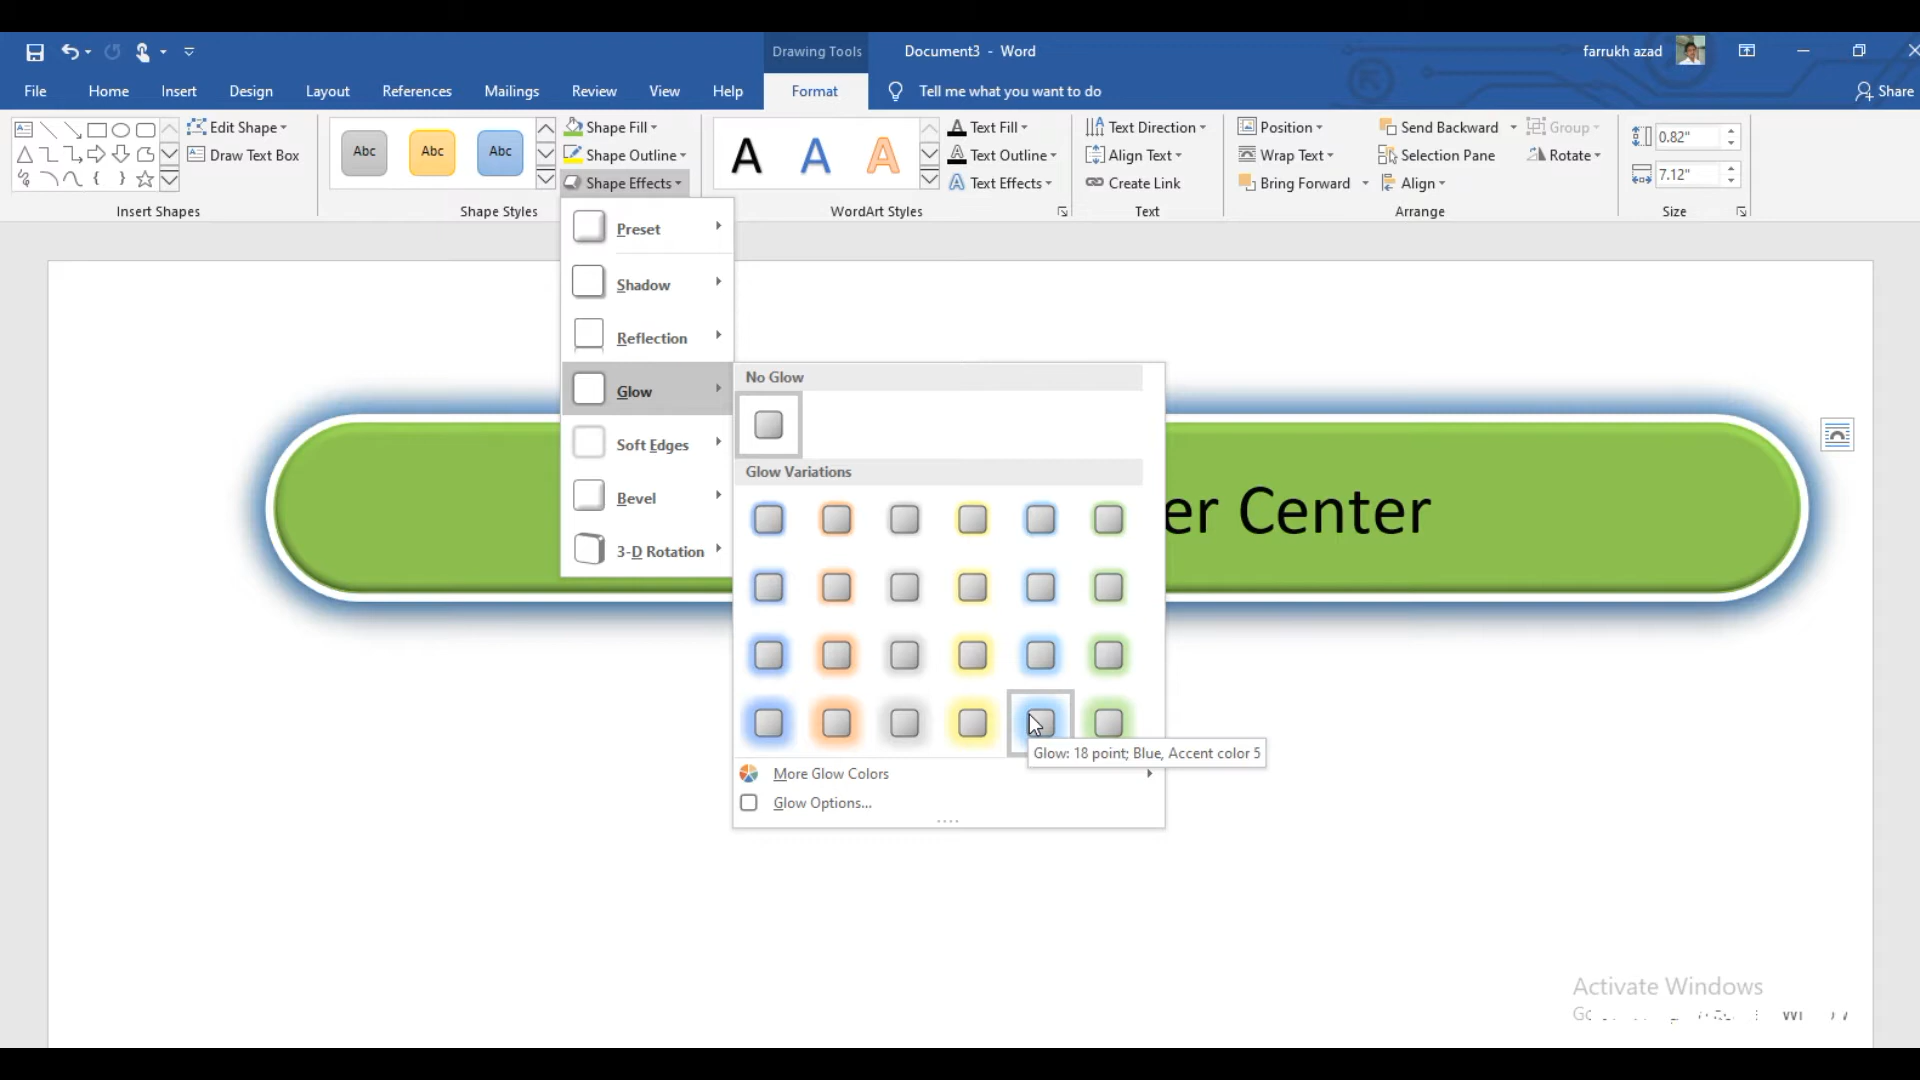 Drawing Tools
Document3 - Word
farrukh azad
File
Home
Insert
Design
Layout
References
Mailings
Review
View
Help
Format
Tell me what you want to do
Share
Edit Shape
Draw Text Box
Insert Shapes
Abc
Abc
Abc
Shape Fill
Shape Outline
Shape Effects
Shape Styles
A
A
A
Text Fill
Text Outline
Text Effects
WordArt Styles
Text Direction
Align Text
Create Link
Text
Position
Wrap Text
Bring Forward
Send Backward
Selection Pane
Align
Group
Rotate
Arrange
0.82"
7.12"
Size
Preset
Shadow
Reflection
Glow
Soft Edges
Bevel
3-D Rotation
No Glow
Glow Variations
More Glow Colors
Glow Options...
Glow: 18 point; Blue, Accent color 5
er Center
Activate Windows